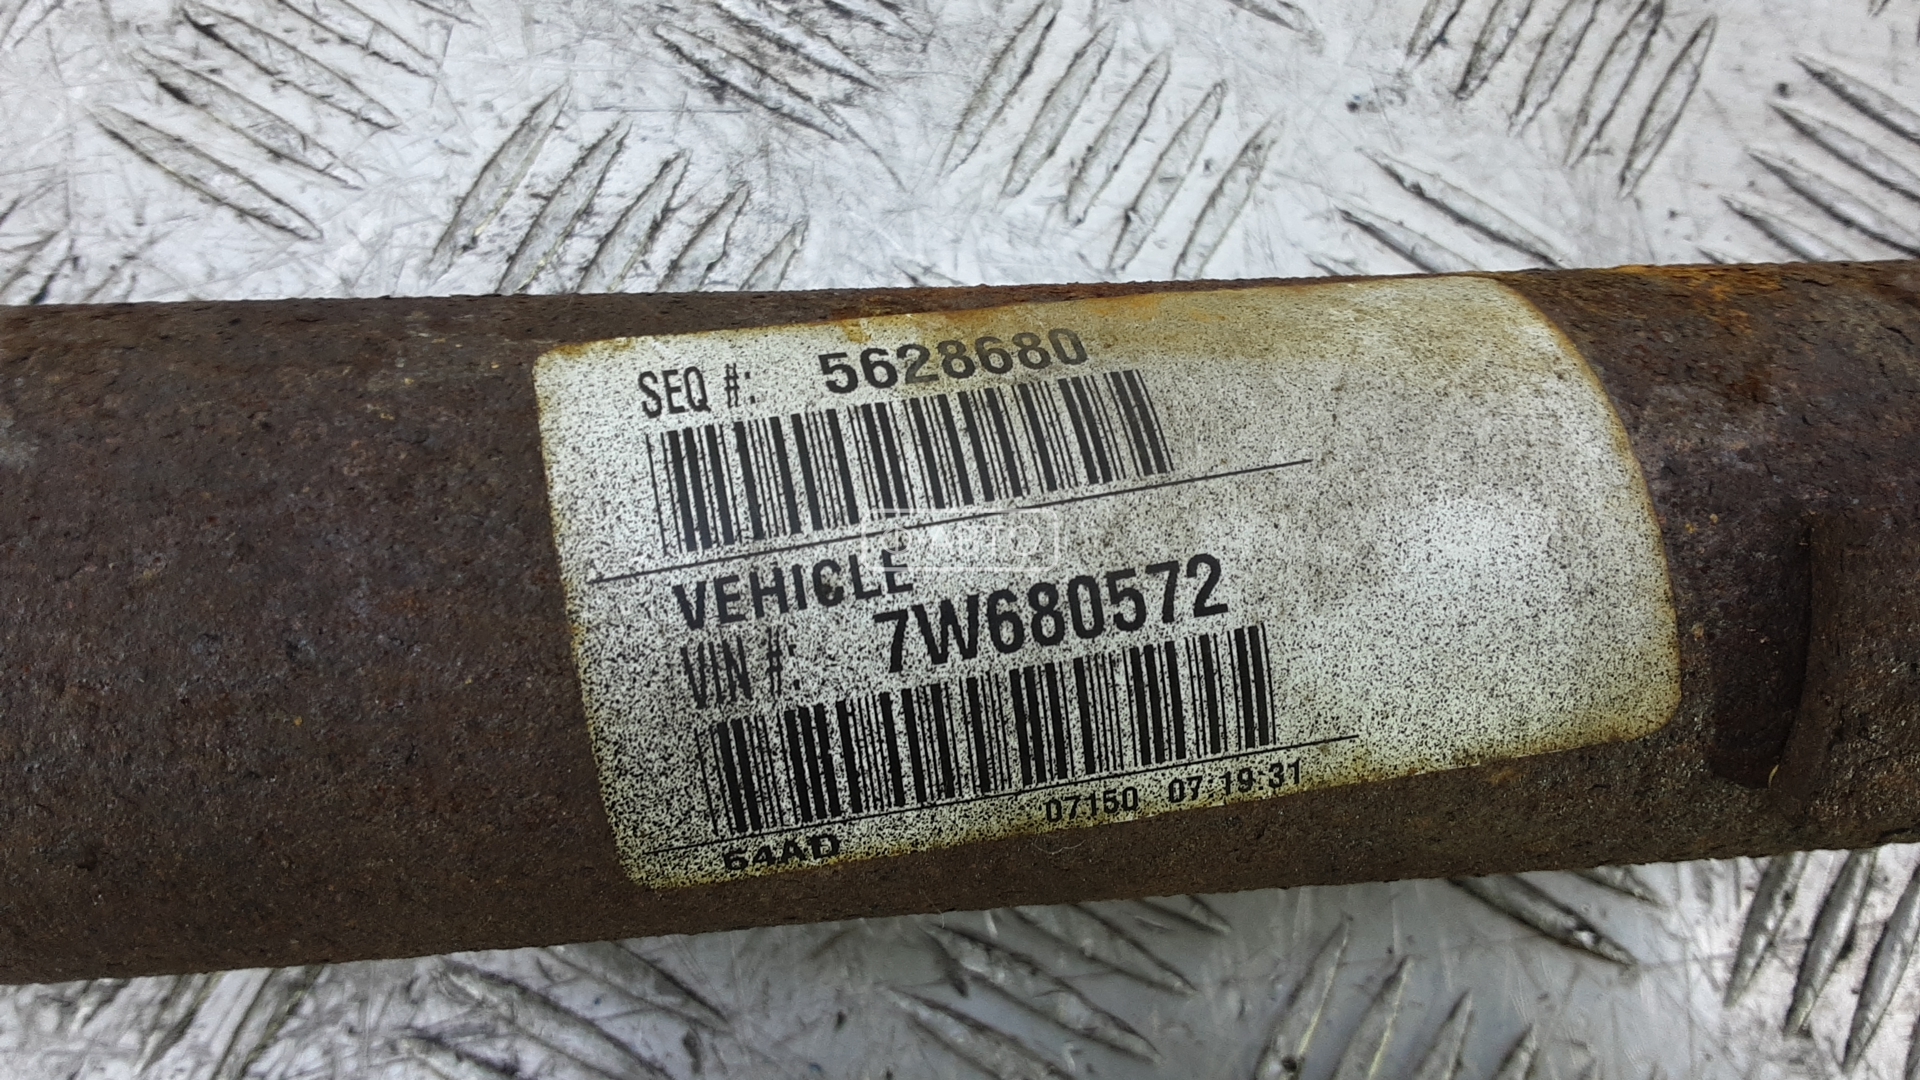 SEQ #: 5628680
VEHICLE
VIN #: 7W680572
07150 07:19:31
64AD